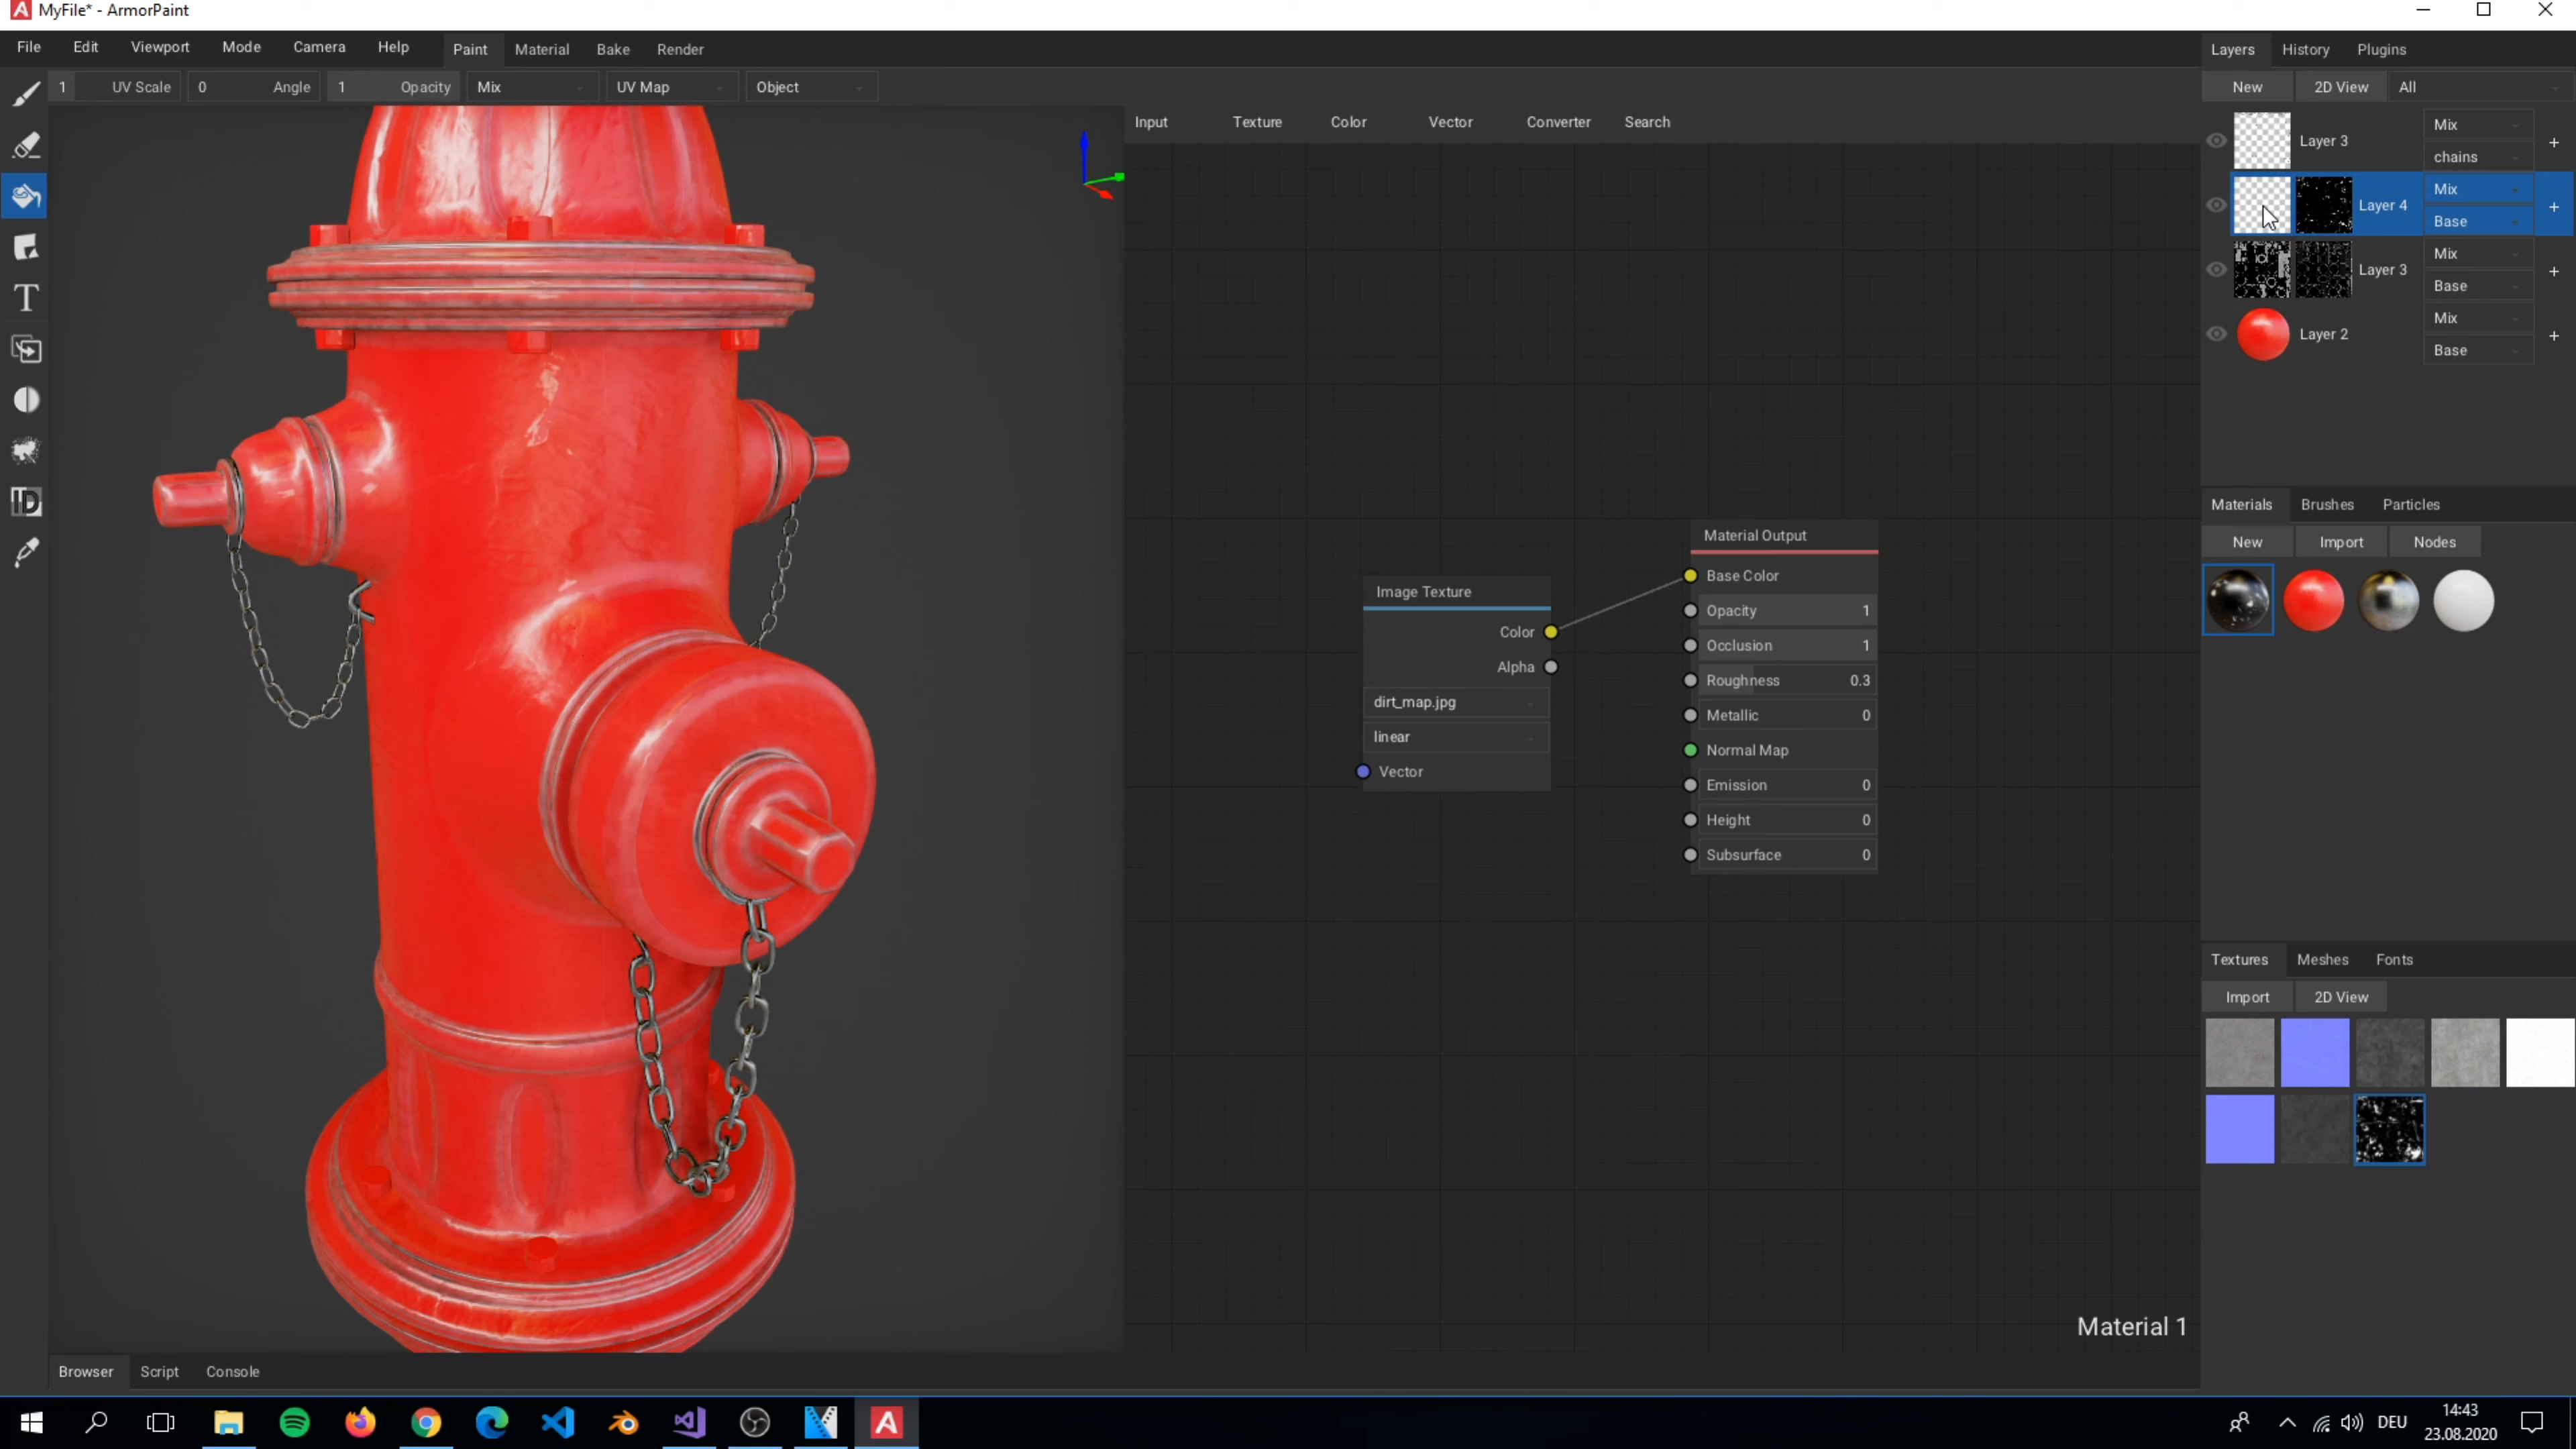 MyFile* - ArmorPaint
File Edit Viewport Mode Camera Help Paint Material Bake Render
1 UV Scale 0 Angle 1 Opacity Mix UV Map Object
Input Texture Color Vector Converter Search
Image Texture
Color
Alpha
dirt_map.jpg
linear
Vector
Material Output
Base Color
Opacity 1
Occlusion 1
Roughness 0.3
Metallic 0
Normal Map
Emission 0
Height 0
Subsurface 0
Material 1
Layers History Plugins
New 2D View All
Layer 3 Mix
chains +
Layer 4 Mix
Base +
Layer 3 Mix
Base +
Layer 2 Mix
Base +
Materials Brushes Particles
New Import Nodes
Textures Meshes Fonts
Import 2D View
T
ID
Browser Script Console
DEU
14:43
23.08.2020